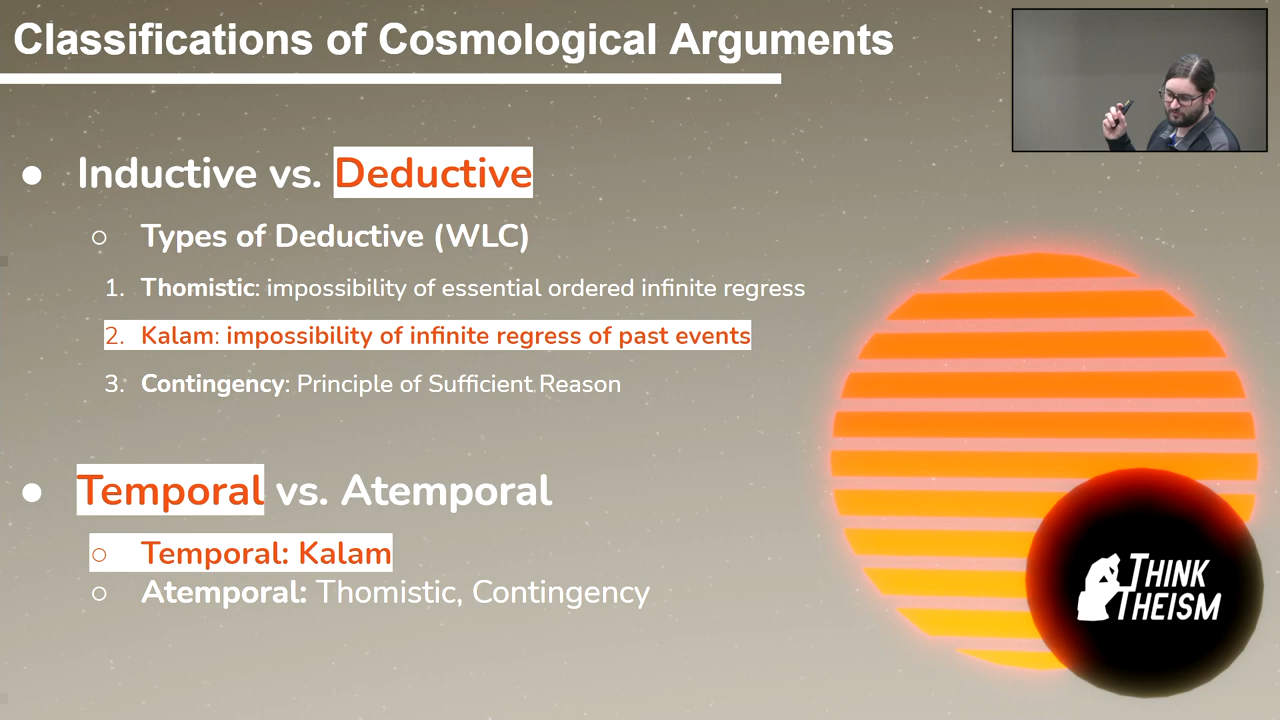 Classifications of Cosmological Arguments
● Inductive vs. Deductive
○ Types of Deductive (WLC)
1. Thomistic: impossibility of essential ordered infinite regress
2. Kalam: impossibility of infinite regress of past events
3. Contingency: Principle of Sufficient Reason
● Temporal vs. Atemporal
○ Temporal: Kalam
○ Atemporal: Thomistic, Contingency
THINK
THEISM